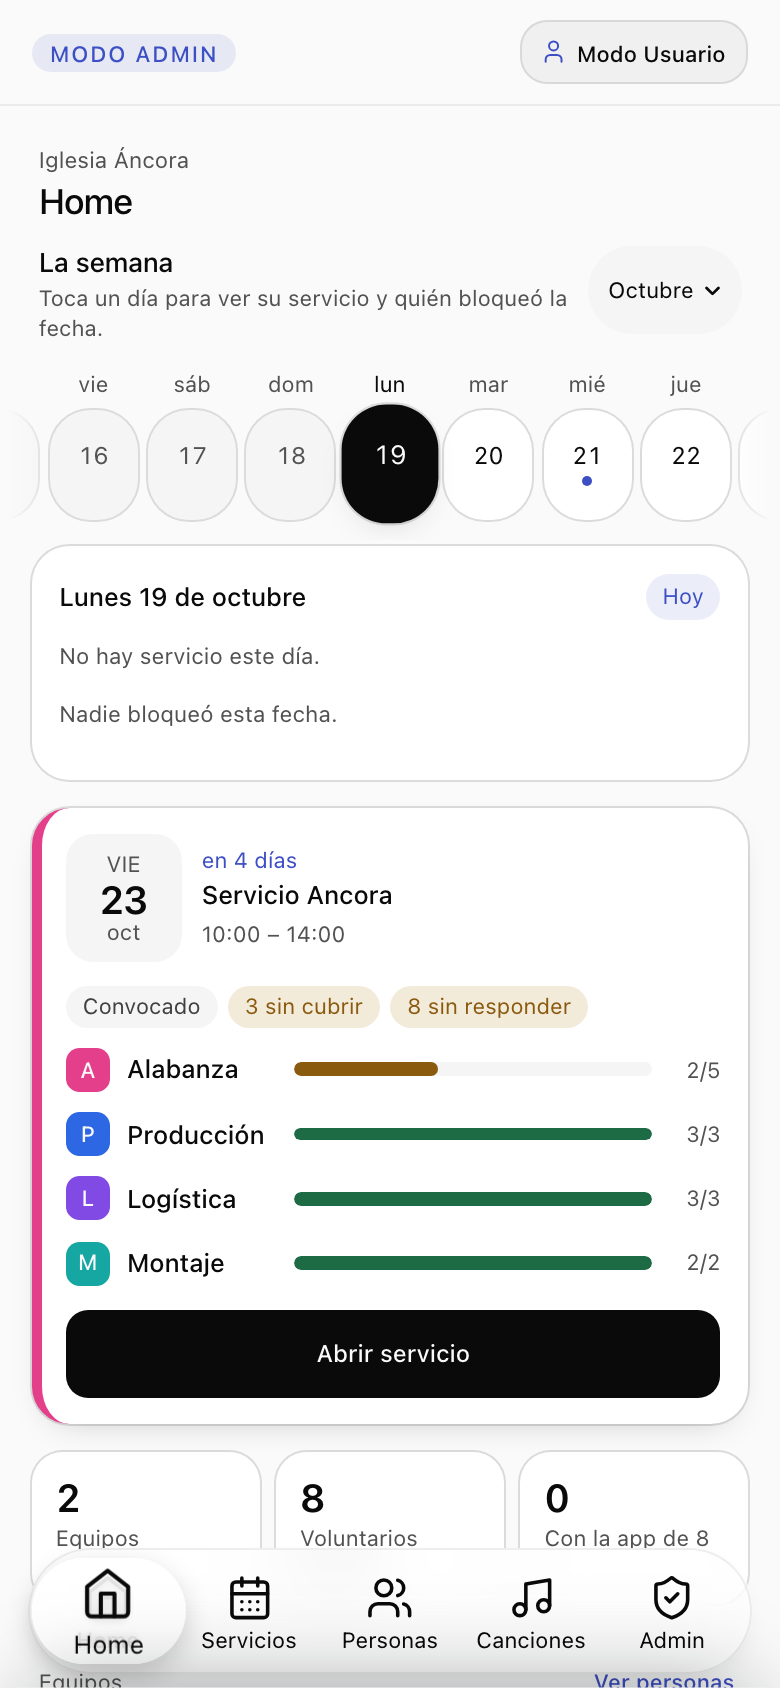 MODO ADMIN
Modo Usuario
Iglesia Áncora
Home
La semana
Toca un día para ver su servicio y quién bloqueó la
fecha.
Octubre
vie sáb dom lun mar mié jue
16 17 18 19 20 21 22
Lunes 19 de octubre
Hoy
No hay servicio este día.
Nadie bloqueó esta fecha.
VIE
23
oct
en 4 días
Servicio Ancora
10:00 – 14:00
Convocado 3 sin cubrir 8 sin responder
A Alabanza 2/5
P Producción 3/3
L Logística 3/3
M Montaje 2/2
Abrir servicio
2 8 0
Equipos Voluntarios Con la app de 8
Home Servicios Personas Canciones Admin
Equipos Ver personas